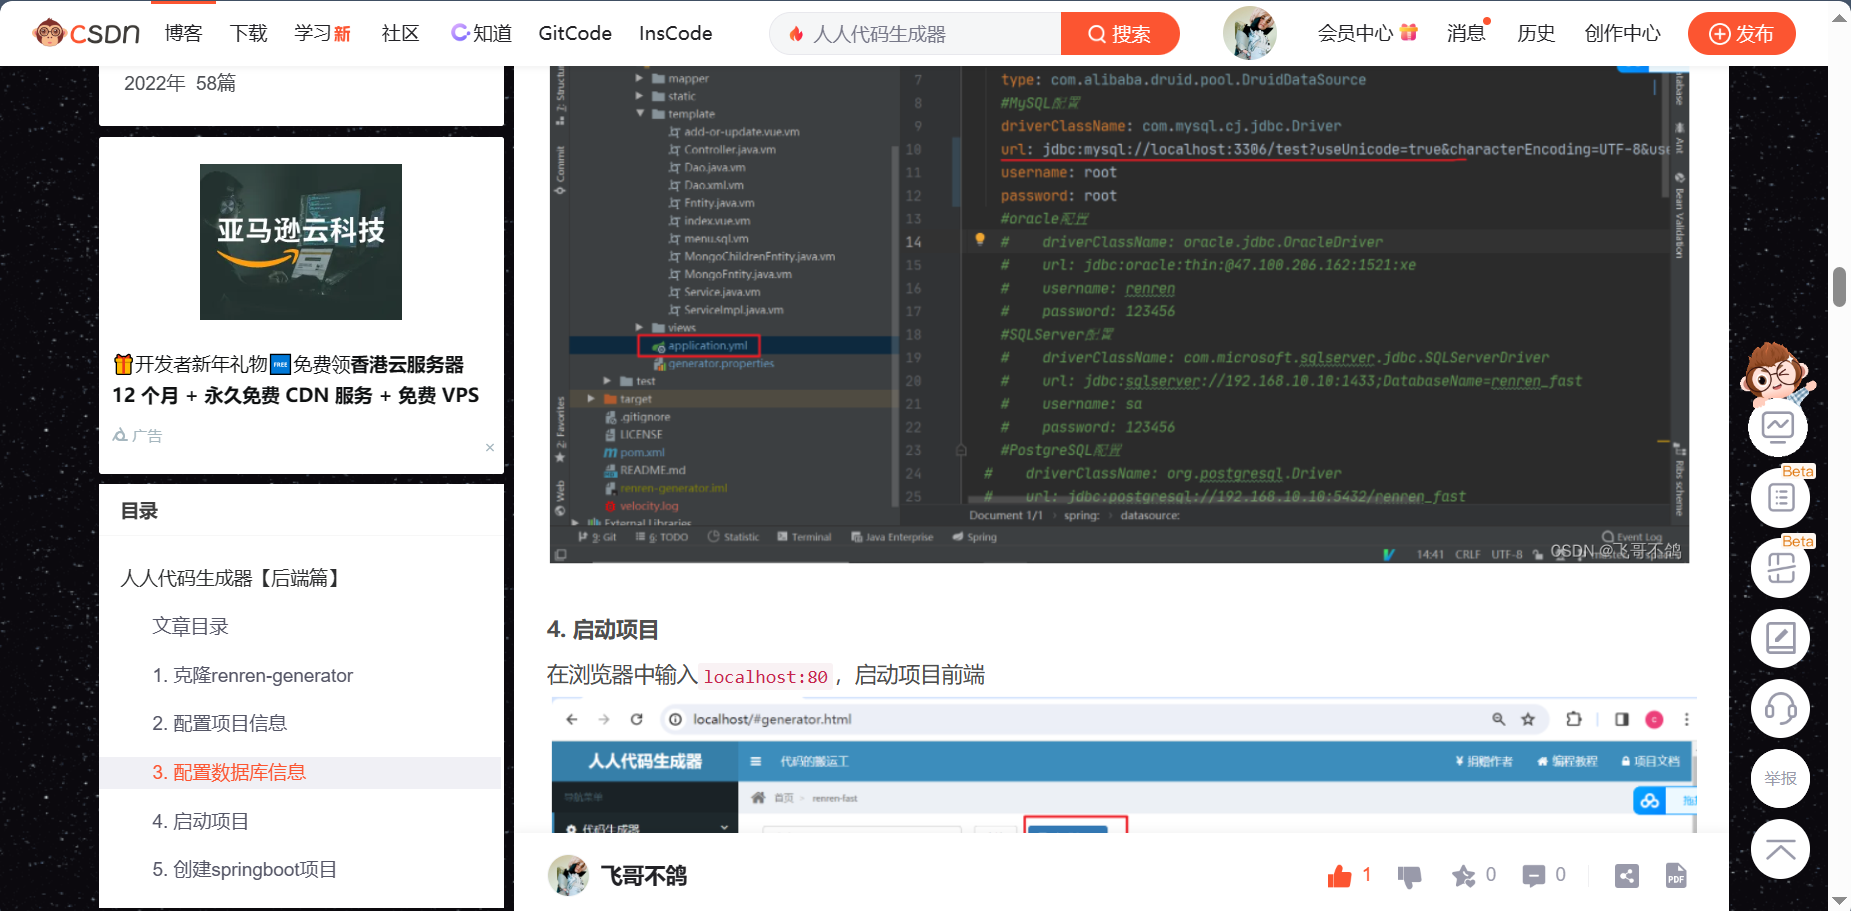 CSDN 博客 下载 学习新 社区 知道 GitCode InsCode 人人代码生成器 搜索 会员中心 消息 历史 创作中心 发布
2022年 58篇
亚马逊云科技
开发者新年礼物 FREE 免费领香港云服务器
12 个月 + 永久免费 CDN 服务 + 免费 VPS
广告
×
目录
人人代码生成器【后端篇】
文章目录
1. 克隆renren-generator
2. 配置项目信息
3. 配置数据库信息
4. 启动项目
5. 创建springboot项目
mapper
static
template
add-or-update.vue.vm
Controller.java.vm
Dao.java.vm
Dao.xml.vm
Entity.java.vm
index.vue.vm
menu.sql.vm
MongoChildrenEntity.java.vm
MongoEntity.java.vm
Service.java.vm
ServiceImpl.java.vm
views
application.yml
generator.properties
test
target
.gitignore
LICENSE
pom.xml
README.md
renren-generator.iml
velocity.log
External Libraries
Commit
2: Favorites
Web
7 type: com.alibaba.druid.pool.DruidDataSource
8 #MySQL配置
9 driverClassName: com.mysql.cj.jdbc.Driver
10 url: jdbc:mysql://localhost:3306/test?useUnicode=true&characterEncoding=UTF-8&use
11 username: root
12 password: root
13 #oracle配置
14 # driverClassName: oracle.jdbc.OracleDriver
15 # url: jdbc:oracle:thin:@47.100.206.162:1521:xe
16 # username: renren
17 # password: 123456
18 #SQLServer配置
19 # driverClassName: com.microsoft.sqlserver.jdbc.SQLServerDriver
20 # url: jdbc:sqlserver://192.168.10.10:1433;DatabaseName=renren_fast
21 # username: sa
22 # password: 123456
23 #PostgreSQL配置
24 # driverClassName: org.postgresql.Driver
25 # url: jdbc:postgresql://192.168.10.10:5432/renren_fast
Ant
Bean Validation
Document 1/1 spring: datasource:
9: Git 6: TODO Statistic Terminal Java Enterprise Spring Event Log
14:41 CRLF UTF-8
CSDN @飞哥不鸽
4. 启动项目
在浏览器中输入 localhost:80 ，启动项目前端
localhost/#generator.html
人人代码生成器 代码的搬运工 ¥ 捐赠作者 编程教程 项目文档
导航菜单 首页 > renren-fast
代码生成器
飞哥不鸽 1 0 0 PDF
Beta
Beta
举报